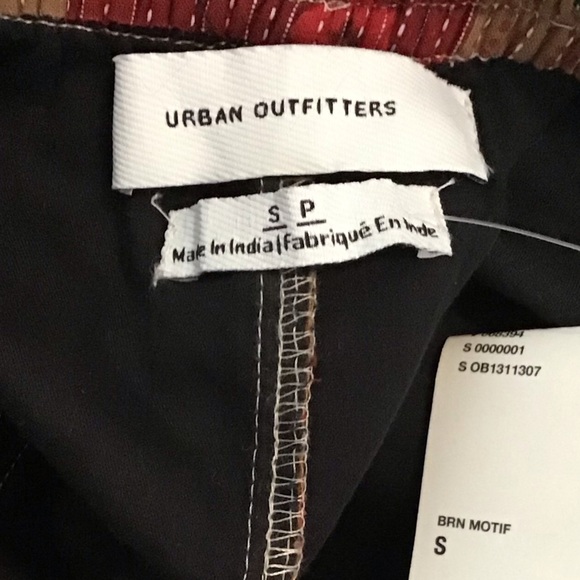 URBAN OUTFITTERS
S P
Made In India|Fabriqué En Inde
S 0000001
S OB1311307
BRN MOTIF
S